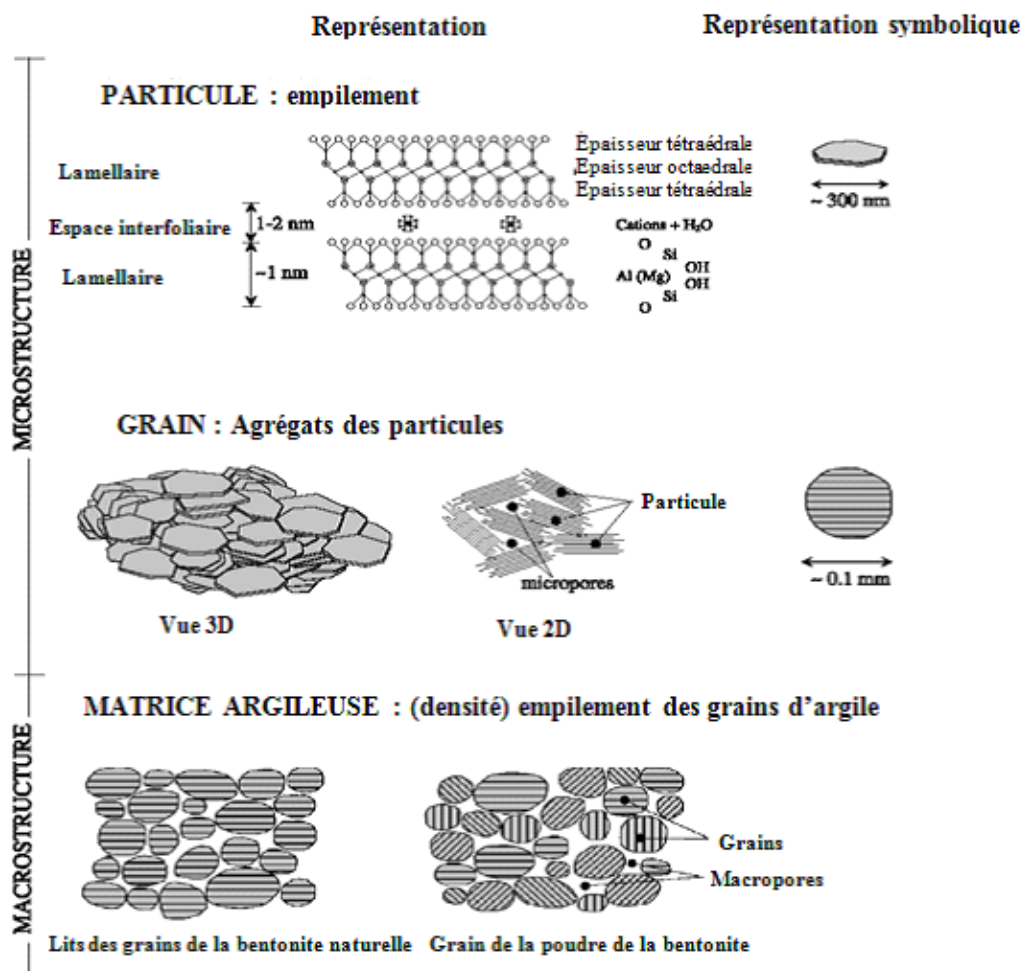 Représentation
Représentation symbolique
MICROSTRUCTURE
PARTICULE : empilement
Lamellaire
Épaisseur tétraédrale
Epaisseur octaedrale
Epaisseur tétraédrale
~ 300 nm
Espace interfoliaire
1-2 nm
Cations + H₂O
Lamellaire
~1 nm
O
Si
OH
Al (Mg)
OH
Si
O
GRAIN : Agrégats des particules
Particule
micropores
~ 0.1 mm
Vue 3D
Vue 2D
MACROSTRUCTURE
MATRICE ARGILEUSE : (densité) empilement des grains d'argile
Grains
Macropores
Lits des grains de la bentonite naturelle
Grain de la poudre de la bentonite